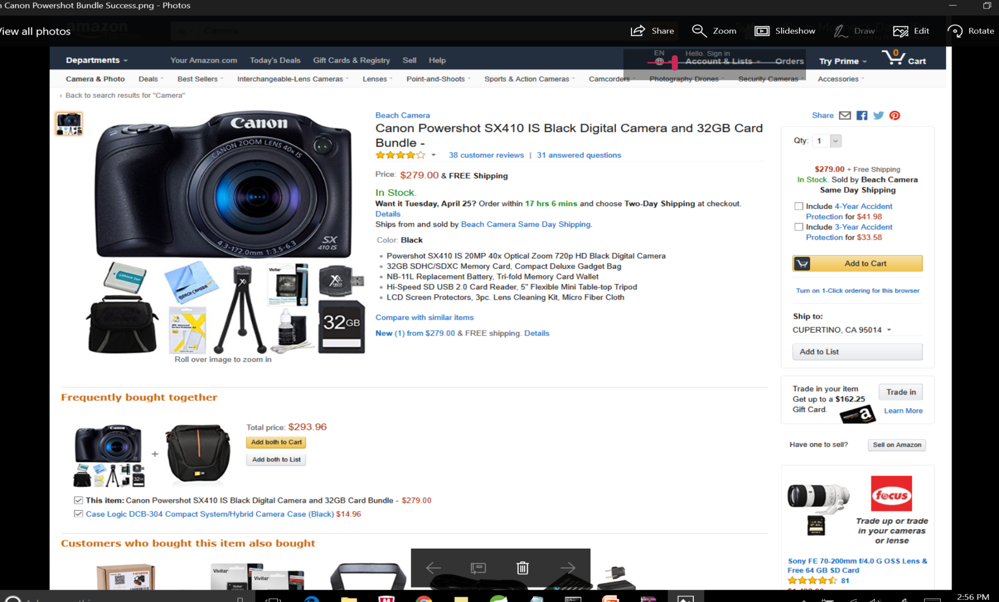 Canon Powershot Bundle Success.png - Photos
View all photos
amazon
Camera
Share
Zoom
Slideshow
Draw
Edit
Rotate
Departments
Your Amazon.com
Today's Deals
Gift Cards & Registry
Sell
Help
EN
Hello. Sign in
Account & Lists
Orders
Try Prime
0
Cart
Camera & Photo
Deals
Best Sellers
Interchangeable-Lens Cameras
Lenses
Point-and-Shoots
Sports & Action Cameras
Camcorders
Photography Drones
Security Cameras
Accessories
‹ Back to search results for "Camera"
Canon
CANON ZOOM LENS 40x IS
4.3-172.0mm 1:3.5-6.3
SX
410 IS
Lithium Ion
BEACH CAMERA
Vivitar
Memory Card Wallet
32GB
Roll over image to zoom in
Beach Camera
Canon Powershot SX410 IS Black Digital Camera and 32GB Card
Bundle -
38 customer reviews | 31 answered questions
Price: $279.00 & FREE Shipping
In Stock.
Want it Tuesday, April 25? Order within 17 hrs 6 mins and choose Two-Day Shipping at checkout.
Details
Ships from and sold by Beach Camera Same Day Shipping.
Color: Black
• Powershot SX410 IS 20MP 40x Optical Zoom 720p HD Black Digital Camera
• 32GB SDHC/SDXC Memory Card, Compact Deluxe Gadget Bag
• NB-11L Replacement Battery, Tri-fold Memory Card Wallet
• Hi-Speed SD USB 2.0 Card Reader, 5" Flexible Mini Table-top Tripod
• LCD Screen Protectors, 3pc. Lens Cleaning Kit, Micro Fiber Cloth
Compare with similar items
New (1) from $279.00 & FREE shipping. Details
Share
Qty: 1
$279.00 + Free Shipping
In Stock. Sold by Beach Camera
Same Day Shipping
Include 4-Year Accident
Protection for $41.98
Include 3-Year Accident
Protection for $33.58
Add to Cart
Turn on 1-Click ordering for this browser
Ship to:
CUPERTINO, CA 95014
Add to List
Trade in your item
Get up to a $162.25
Gift Card.
Trade in
Learn More
Have one to sell?
Sell on Amazon
focus
Trade up or trade
in your cameras
or lense
Sony FE 70-200mm f/4.0 G OSS Lens &
Free 64 GB SD Card
81
Frequently bought together
Canon
32GB
+
Total price: $293.96
Add both to Cart
Add both to List
This item: Canon Powershot SX410 IS Black Digital Camera and 32GB Card Bundle - $279.00
Case Logic DCB-304 Compact System/Hybrid Camera Case (Black) $14.96
Customers who bought this item also bought
Vivitar
Vivitar
2:56 PM